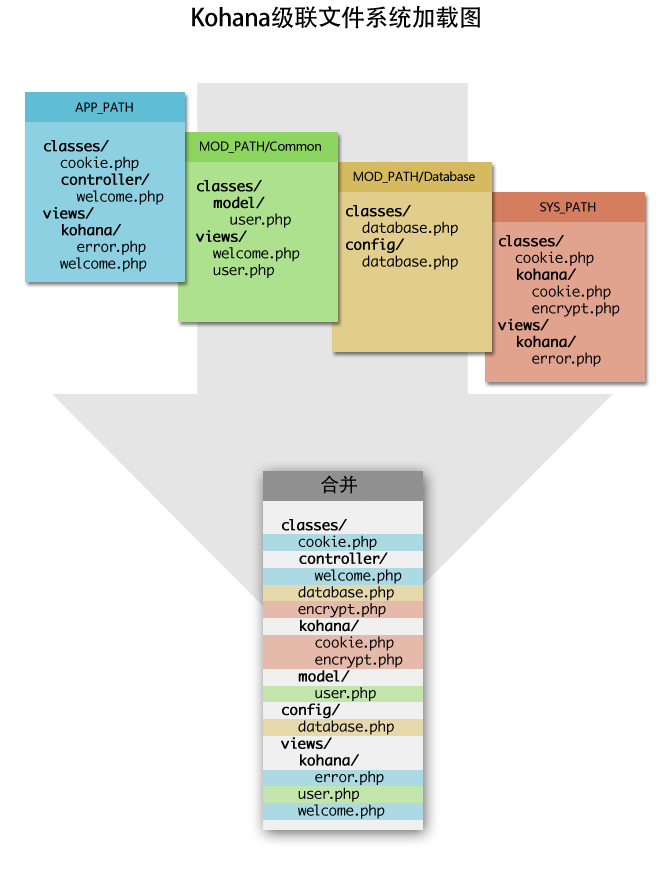 Kohana级联文件系统加载图
APP_PATH
classes/
cookie.php
controller/
welcome.php
views/
kohana/
error.php
welcome.php
MOD_PATH/Common
classes/
model/
user.php
views/
welcome.php
user.php
MOD_PATH/Database
classes/
database.php
config/
database.php
SYS_PATH
classes/
cookie.php
kohana/
cookie.php
encrypt.php
views/
kohana/
error.php
合并
classes/
cookie.php
controller/
welcome.php
database.php
encrypt.php
kohana/
cookie.php
encrypt.php
model/
user.php
config/
database.php
views/
kohana/
error.php
user.php
welcome.php